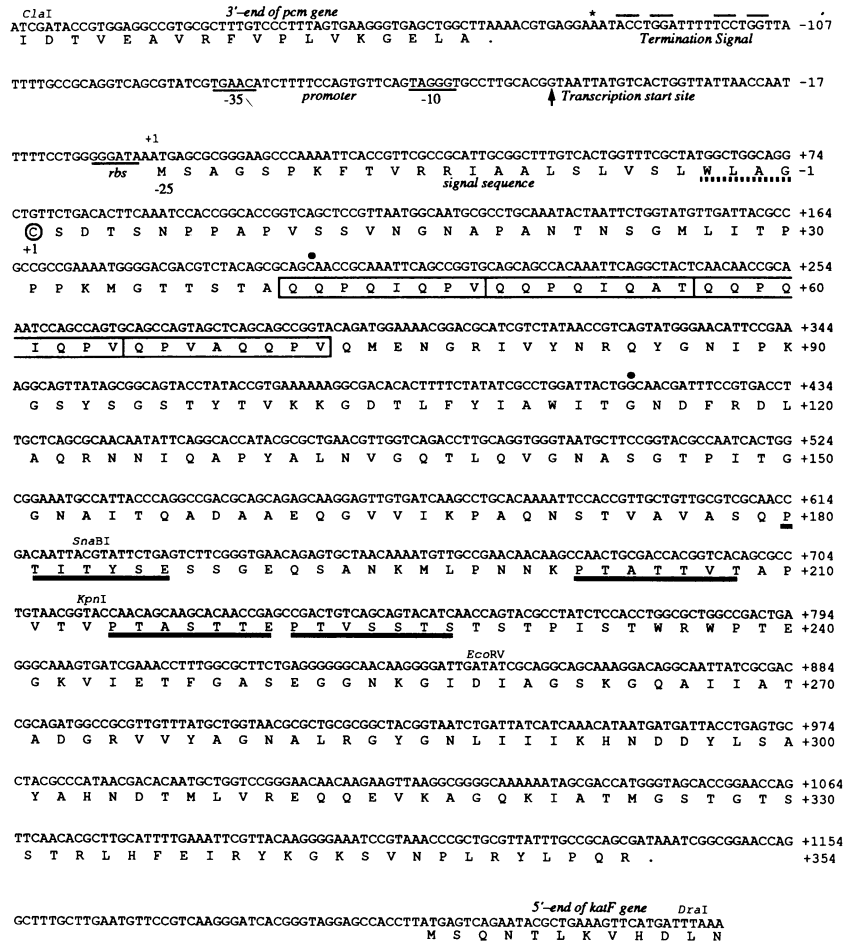 ClaI 3'-end of pcm gene *
ATCGATACCGTGGAGGCCGTGCGCTTTGTCCCTTTAGTGAAGGGTGAGCTGGCTTAAAACGTGAGGAAATACCTGGATTTTTCCTGGTTA -107
I D T V E A V R F V P L V K G E L A . Termination Signal
TTTTGCCGCAGGTCAGCGTATCGTGAACATCTTTTCCAGTGTTCAGTAGGGTGCCTTGCACGGTAATTATGTCACTGGTTATTAACCAAT -17
-35 promoter -10 Transcription start site
+1
TTTTCCTGGGGGATAAATGAGCGCGGGAAGCCCAAAATTCACCGTTCGCCGCATTGCGGCTTTGTCACTGGTTTCGCTATGGCTGGCAGG +74
rbs M S A G S P K F T V R R I A A L S L V S L W L A G -1
-25 signal sequence
CTGTTCTGACACTTCAAATCCACCGGCACCGGTCAGCTCCGTTAATGGCAATGCGCCTGCAAATACTAATTCTGGTATGTTGATTACGCC +164
C S D T S N P P A P V S S V N G N A P A N T N S G M L I T P +30
+1
GCCGCCGAAAATGGGGACGACGTCTACAGCGCAGCAACCGCAAATTCAGCCGGTGCAGCAGCCACAAATTCAGGCTACTCAACAACCGCA +254
P P K M G T T S T A Q Q P Q I Q P V Q Q P Q I Q A T Q Q P Q +60
AATCCAGCCAGTGCAGCCAGTAGCTCAGCAGCCGGTACAGATGGAAAACGGACGCATCGTCTATAACCGTCAGTATGGGAACATTCCGAA +344
I Q P V Q P V A Q Q P V Q M E N G R I V Y N R Q Y G N I P K +90
AGGCAGTTATAGCGGCAGTACCTATACCGTGAAAAAAGGCGACACACTTTTCTATATCGCCTGGATTACTGGCAACGATTTCCGTGACCT +434
G S Y S G S T Y T V K K G D T L F Y I A W I T G N D F R D L +120
TGCTCAGCGCAACAATATTCAGGCACCATACGCGCTGAACGTTGGTCAGACCTTGCAGGTGGGTAATGCTTCCGGTACGCCAATCACTGG +524
A Q R N N I Q A P Y A L N V G Q T L Q V G N A S G T P I T G +150
CGGAAATGCCATTACCCAGGCCGACGCAGCAGAGCAAGGAGTTGTGATCAAGCCTGCACAAAATTCCACCGTTGCTGTTGCGTCGCAACC +614
G N A I T Q A D A A E Q G V V I K P A Q N S T V A V A S Q P +180
SnaBI
GACAATTACGTATTCTGAGTCTTCGGGTGAACAGAGTGCTAACAAAATGTTGCCGAACAACAAGCCAACTGCGACCACGGTCACAGCGCC +704
T I T Y S E S S G E Q S A N K M L P N N K P T A T T V T A P +210
KpnI
TGTAACGGTACCAACAGCAAGCACAACCGAGCCGACTGTCAGCAGTACATCAACCAGTACGCCTATCTCCACCTGGCGCTGGCCGACTGA +794
V T V P T A S T T E P T V S S T S T S T P I S T W R W P T E +240
EcoRV
GGGCAAAGTGATCGAAACCTTTGGCGCTTCTGAGGGGGGCAACAAGGGGATTGATATCGCAGGCAGCAAAGGACAGGCAATTATCGCGAC +884
G K V I E T F G A S E G G N K G I D I A G S K G Q A I I A T +270
CGCAGATGGCCGCGTTGTTTATGCTGGTAACGCGCTGCGCGGCTACGGTAATCTGATTATCATCAAACATAATGATGATTACCTGAGTGC +974
A D G R V V Y A G N A L R G Y G N L I I I K H N D D Y L S A +300
CTACGCCCATAACGACACAATGCTGGTCCGGGAACAACAAGAAGTTAAGGCGGGGCAAAAAATAGCGACCATGGGTAGCACCGGAACCAG +1064
Y A H N D T M L V R E Q Q E V K A G Q K I A T M G S T G T S +330
TTCAACACGCTTGCATTTTGAAATTCGTTACAAGGGGAAATCCGTAAACCCGCTGCGTTATTTGCCGCAGCGATAAATCGGCGGAACCAG +1154
S T R L H F E I R Y K G K S V N P L R Y L P Q R . +354
5'-end of katF gene DraI
GCTTTGCTTGAATGTTCCGTCAAGGGATCACGGGTAGGAGCCACCTTATGAGTCAGAATACGCTGAAAGTTCATGATTTAAA
M S Q N T L K V H D L N